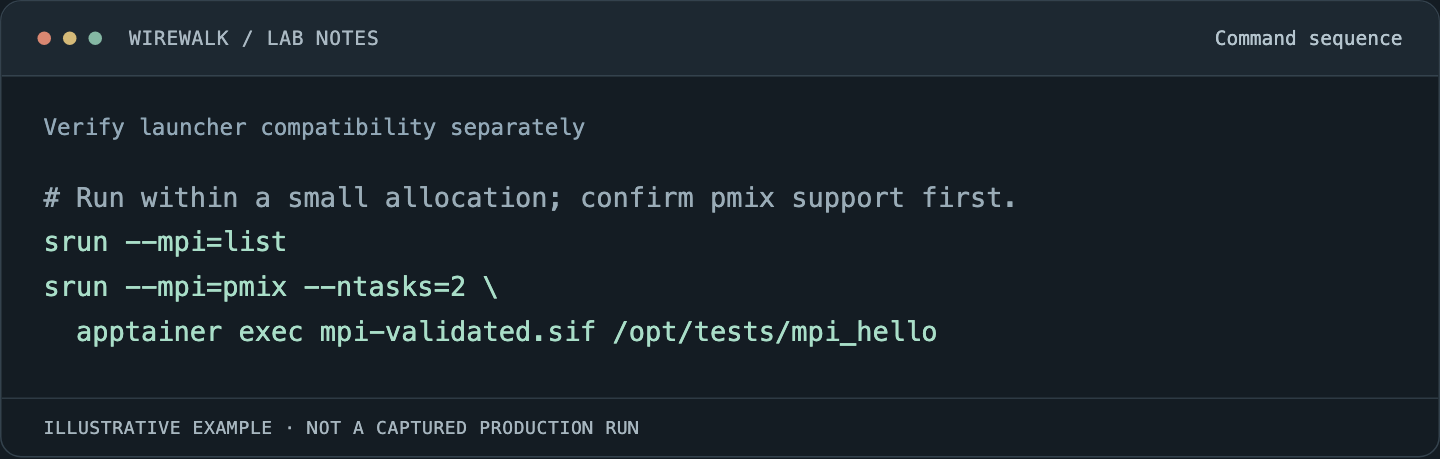 WIREWALK / LAB NOTES
Command sequence
Verify launcher compatibility separately
# Run within a small allocation; confirm pmix support first.
srun --mpi=list
srun --mpi=pmix --ntasks=2 \
  apptainer exec mpi-validated.sif /opt/tests/mpi_hello
ILLUSTRATIVE EXAMPLE · NOT A CAPTURED PRODUCTION RUN